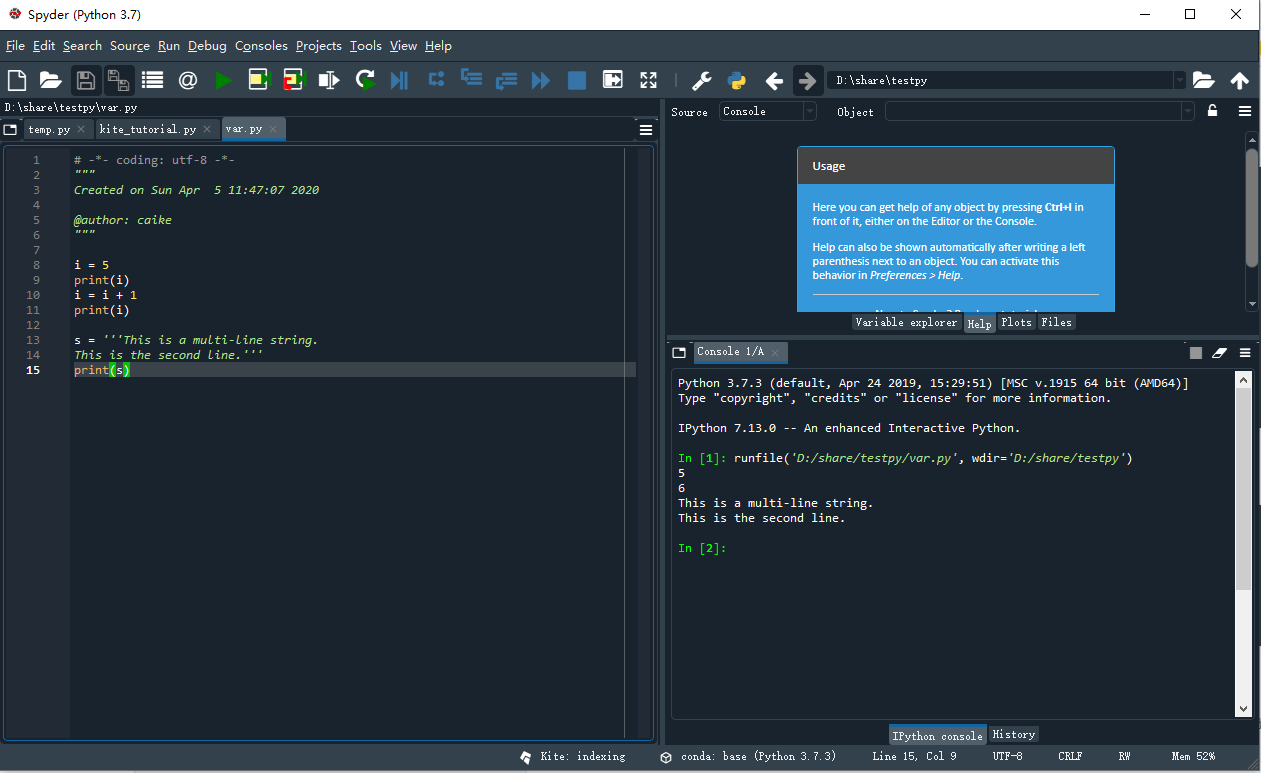 Spyder (Python 3.7)
File Edit Search Source Run Debug Consoles Projects Tools View Help
D:\share\testpy
D:\share\testpy\var.py
temp.py kite_tutorial.py var.py
1 # -*- coding: utf-8 -*-
2 """
3 Created on Sun Apr  5 11:47:07 2020
4
5 @author: caike
6 """
7
8 i = 5
9 print(i)
10 i = i + 1
11 print(i)
12
13 s = '''This is a multi-line string.
14 This is the second line.'''
15 print(s)
Source Console Object
Usage
Here you can get help of any object by pressing Ctrl+I in
front of it, either on the Editor or the Console.
Help can also be shown automatically after writing a left
parenthesis next to an object. You can activate this
behavior in Preferences > Help.
Variable explorer Help Plots Files
Console 1/A
Python 3.7.3 (default, Apr 24 2019, 15:29:51) [MSC v.1915 64 bit (AMD64)]
Type "copyright", "credits" or "license" for more information.
IPython 7.13.0 -- An enhanced Interactive Python.
In [1]: runfile('D:/share/testpy/var.py', wdir='D:/share/testpy')
5
6
This is a multi-line string.
This is the second line.
In [2]:
IPython console History
Kite: indexing conda: base (Python 3.7.3) Line 15, Col 9 UTF-8 CRLF RW Mem 52%